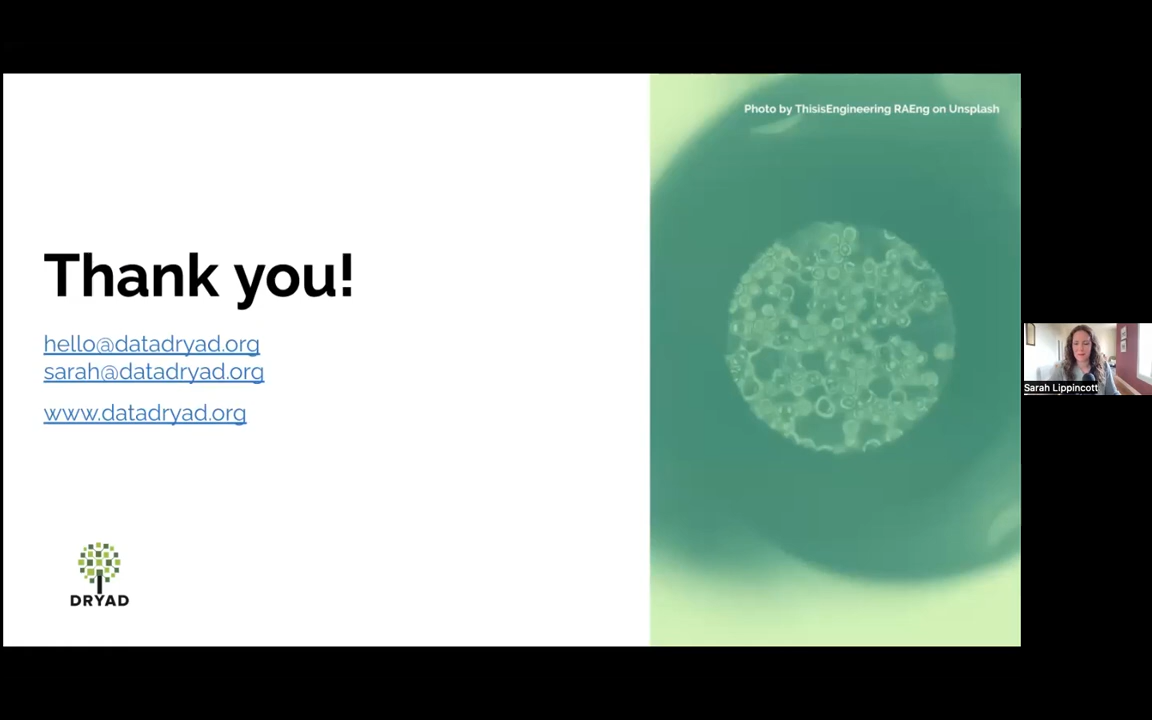 Photo by ThisisEngineering RAEng on Unsplash
Thank you!
hello@datadryad.org
sarah@datadryad.org
www.datadryad.org
DRYAD
Sarah Lippincott